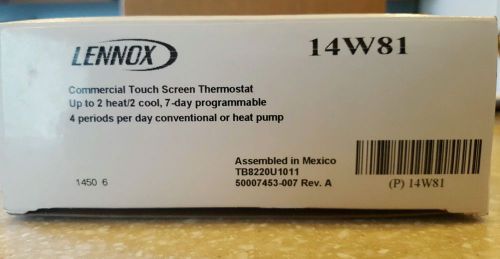 LENNOX
14W81
Commercial Touch Screen Thermostat
Up to 2 heat/2 cool, 7-day programmable
4 periods per day conventional or heat pump
Assembled in Mexico
TB8220U1011
1450 6
50007453-007 Rev. A
(P) 14W81